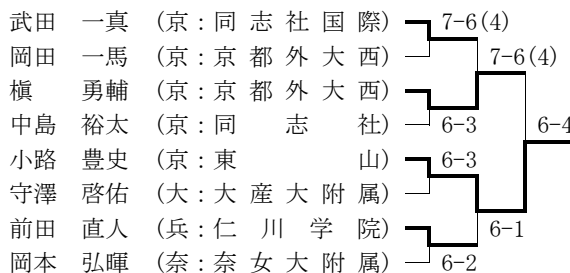 武田 一真 (京:同志社国際) 7-6(4)
岡田 一馬 (京:京都外大西) 7-6(4)
槇 勇輔 (京:京都外大西)
中島 裕太 (京:同志社) 6-3 6-4
小路 豊史 (京:東山) 6-3
守澤 啓佑 (大:大産大附属)
前田 直人 (兵:仁川学院) 6-1
岡本 弘暉 (奈:奈女大附属) 6-2